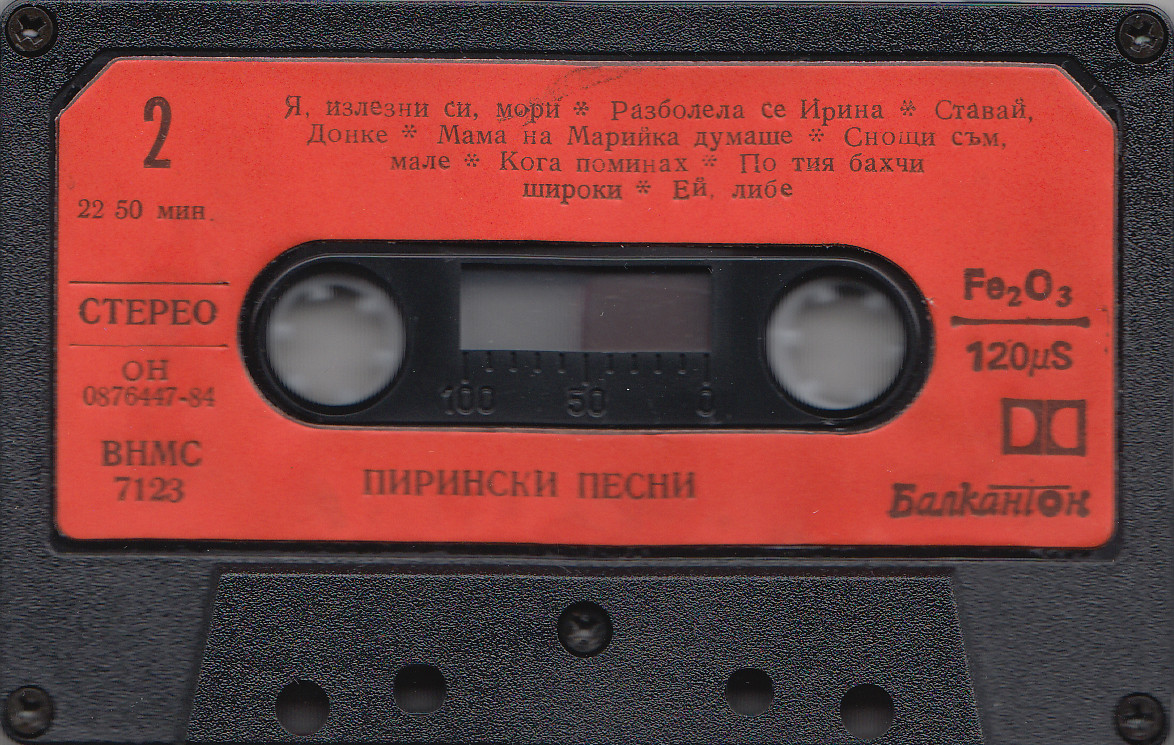 2
Я, излезни си, мори * Разболела се Ирина * Ставай,
Донке * Мама на Марийка думаше * Снощи съм,
мале * Кога поминах * По тия бахчи
широки * Ей, либе
22 50 мин.
СТЕРЕО
ОН
0876447-84
ВНМС
7123
100 50 0
Fe₂O₃
120µS
ПИРИНСКИ ПЕСНИ
Балкантон